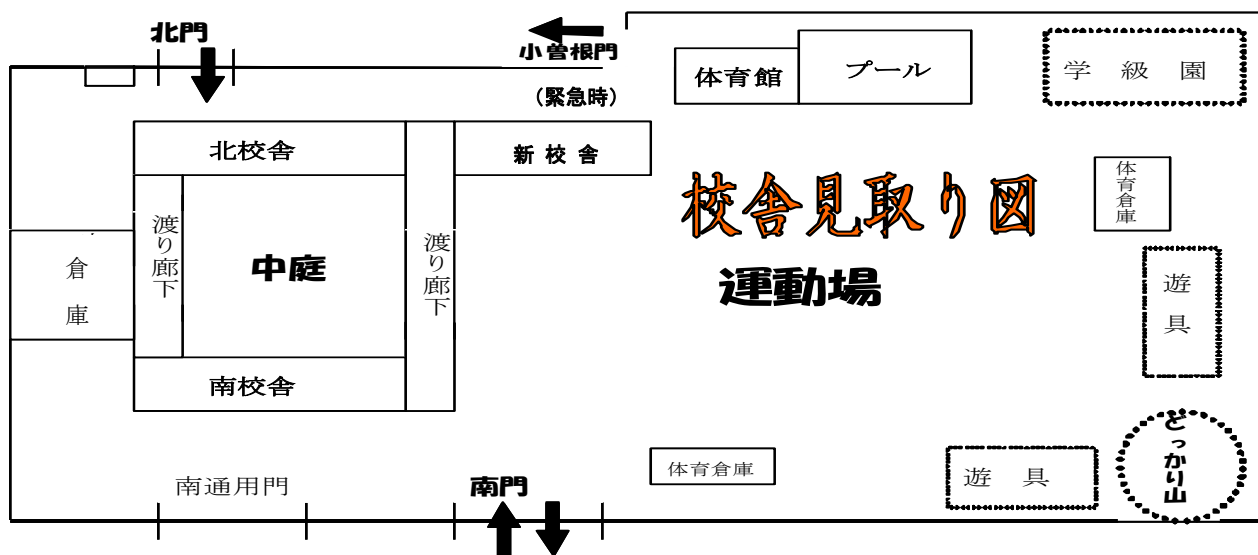 北門
小曽根門
(緊急時)
体育館
プール
学級園
北校舎
新校舎
校舎見取り図
体育倉庫
渡り廊下
中庭
渡り廊下
倉庫
運動場
遊具
南校舎
どっかり山
体育倉庫
遊具
南通用門
南門